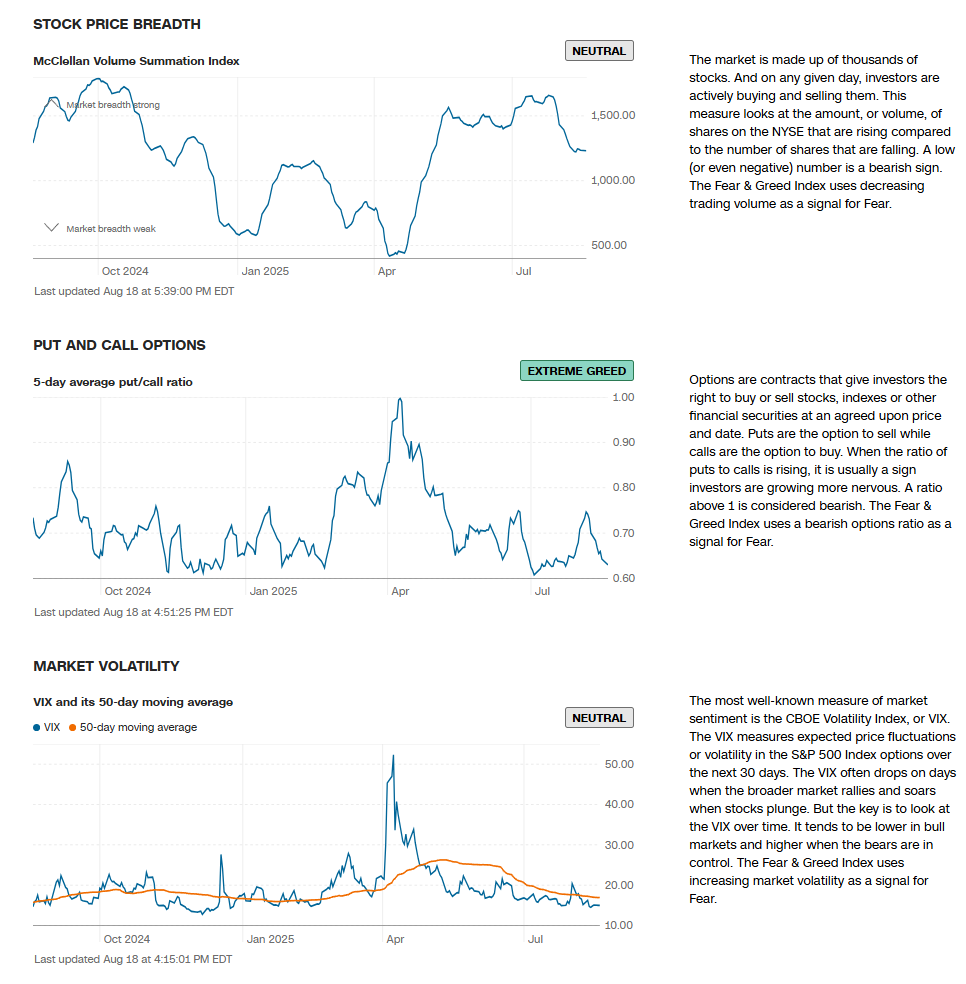 STOCK PRICE BREADTH
NEUTRAL
McClellan Volume Summation Index
Market breadth strong
1,500.00
1,000.00
Market breadth weak
500.00
Oct 2024
Jan 2025
Apr
Jul
Last updated Aug 18 at 5:39:00 PM EDT
The market is made up of thousands of
stocks. And on any given day, investors are
actively buying and selling them. This
measure looks at the amount, or volume, of
shares on the NYSE that are rising compared
to the number of shares that are falling. A low
(or even negative) number is a bearish sign.
The Fear & Greed Index uses decreasing
trading volume as a signal for Fear.
PUT AND CALL OPTIONS
EXTREME GREED
5-day average put/call ratio
1.00
0.90
0.80
0.70
0.60
Oct 2024
Jan 2025
Apr
Jul
Last updated Aug 18 at 4:51:25 PM EDT
Options are contracts that give investors the
right to buy or sell stocks, indexes or other
financial securities at an agreed upon price
and date. Puts are the option to sell while
calls are the option to buy. When the ratio of
puts to calls is rising, it is usually a sign
investors are growing more nervous. A ratio
above 1 is considered bearish. The Fear &
Greed Index uses a bearish options ratio as a
signal for Fear.
MARKET VOLATILITY
VIX and its 50-day moving average
NEUTRAL
VIX
50-day moving average
50.00
40.00
30.00
20.00
10.00
Oct 2024
Jan 2025
Apr
Jul
Last updated Aug 18 at 4:15:01 PM EDT
The most well-known measure of market
sentiment is the CBOE Volatility Index, or VIX.
The VIX measures expected price fluctuations
or volatility in the S&P 500 Index options over
the next 30 days. The VIX often drops on days
when the broader market rallies and soars
when stocks plunge. But the key is to look at
the VIX over time. It tends to be lower in bull
markets and higher when the bears are in
control. The Fear & Greed Index uses
increasing market volatility as a signal for
Fear.